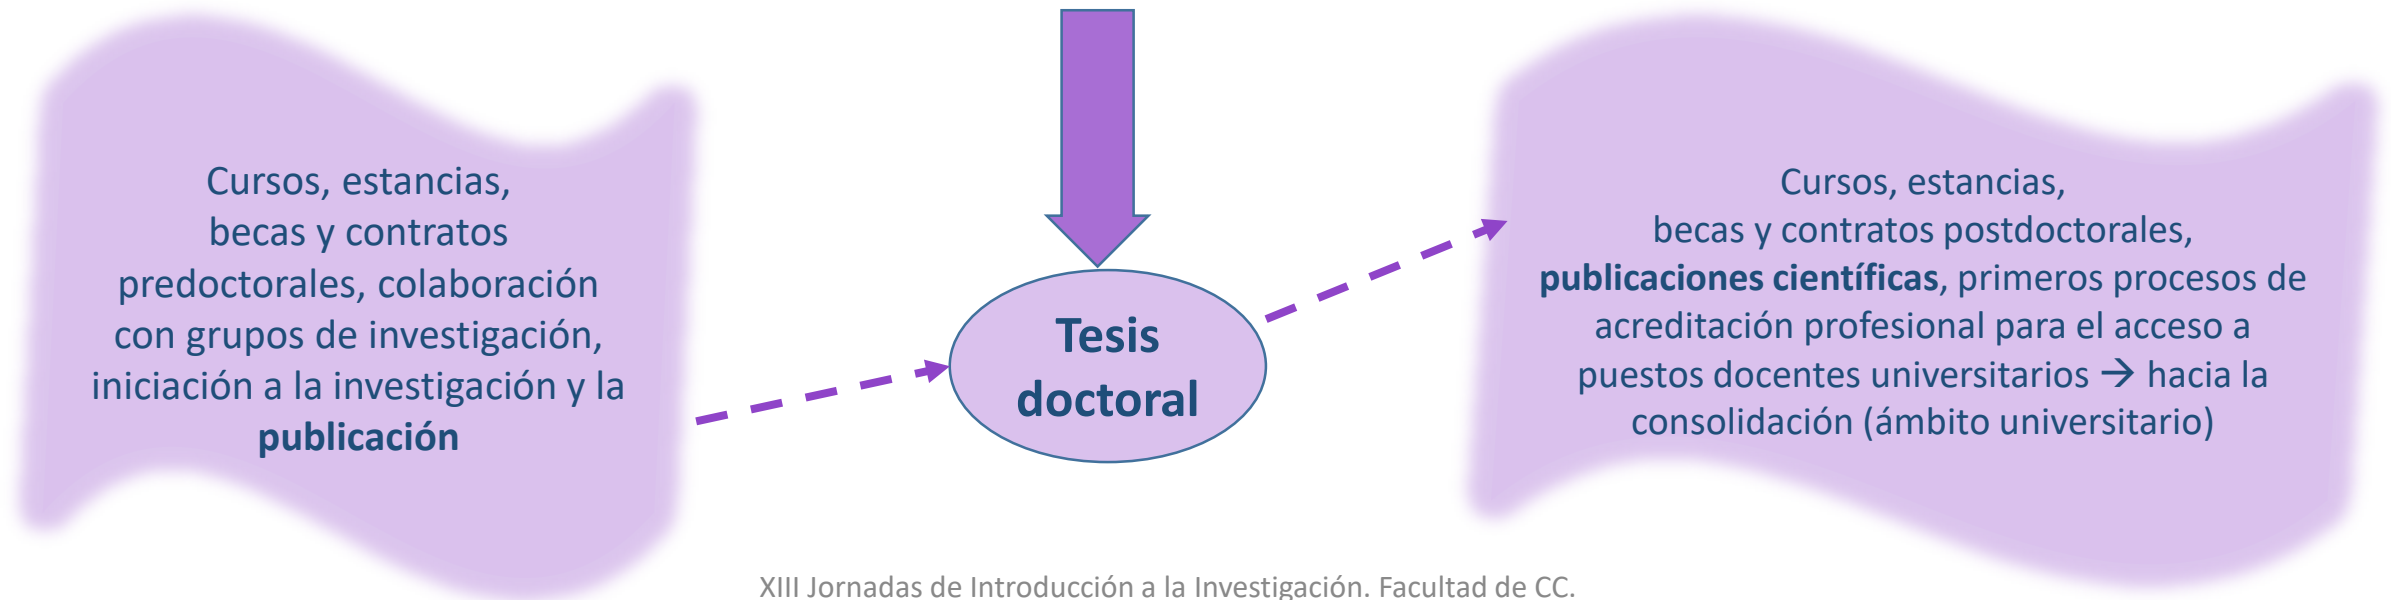 Cursos, estancias,
becas y contratos
predoctorales, colaboración
con grupos de investigación,
iniciación a la investigación y la
publicación
Tesis
doctoral
Cursos, estancias,
becas y contratos postdoctorales,
publicaciones científicas, primeros procesos de
acreditación profesional para el acceso a
puestos docentes universitarios → hacia la
consolidación (ámbito universitario)
XIII Jornadas de Introducción a la Investigación. Facultad de CC.